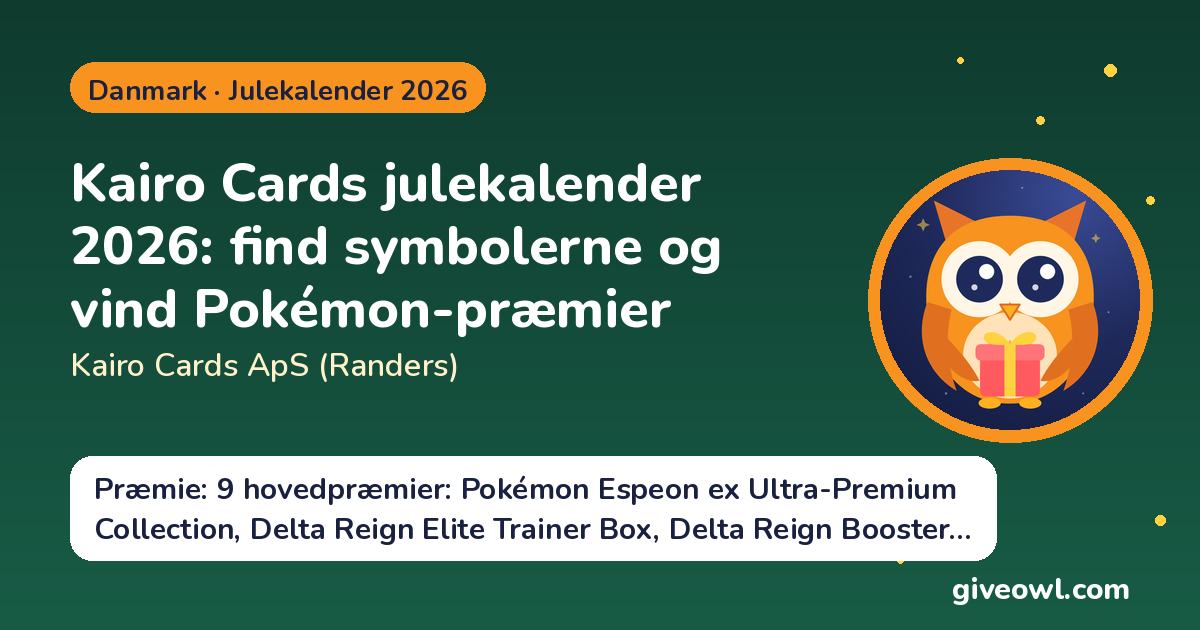 Danmark · Julekalender 2026
Kairo Cards julekalender
2026: find symbolerne og
vind Pokémon-præmier
Kairo Cards ApS (Randers)
Præmie: 9 hovedpræmier: Pokémon Espeon ex Ultra-Premium
Collection, Delta Reign Elite Trainer Box, Delta Reign Booster...
giveowl.com